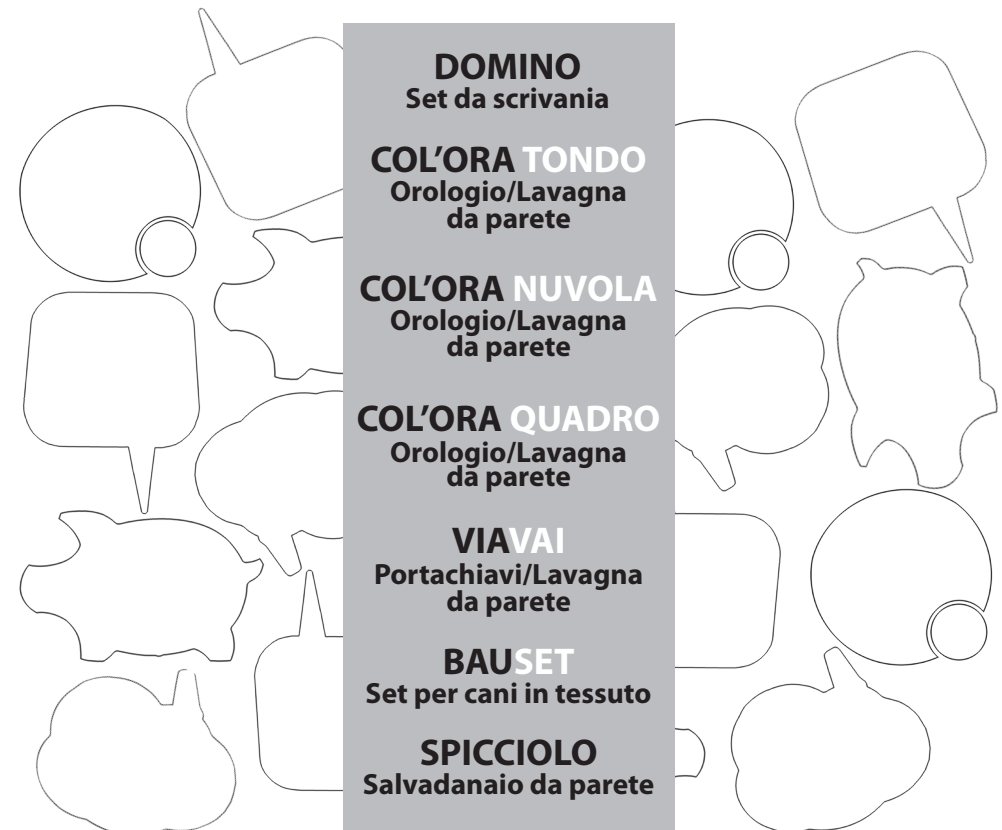 DOMINO
Set da scrivania
COL’ORA TONDO
Orologio/Lavagna
da parete
COL’ORA NUVOLA
Orologio/Lavagna
da parete
COL’ORA QUADRO
Orologio/Lavagna
da parete
VIAVAI
Portachiavi/Lavagna
da parete
BAUSET
Set per cani in tessuto
SPICCIOLO
Salvadanaio da parete